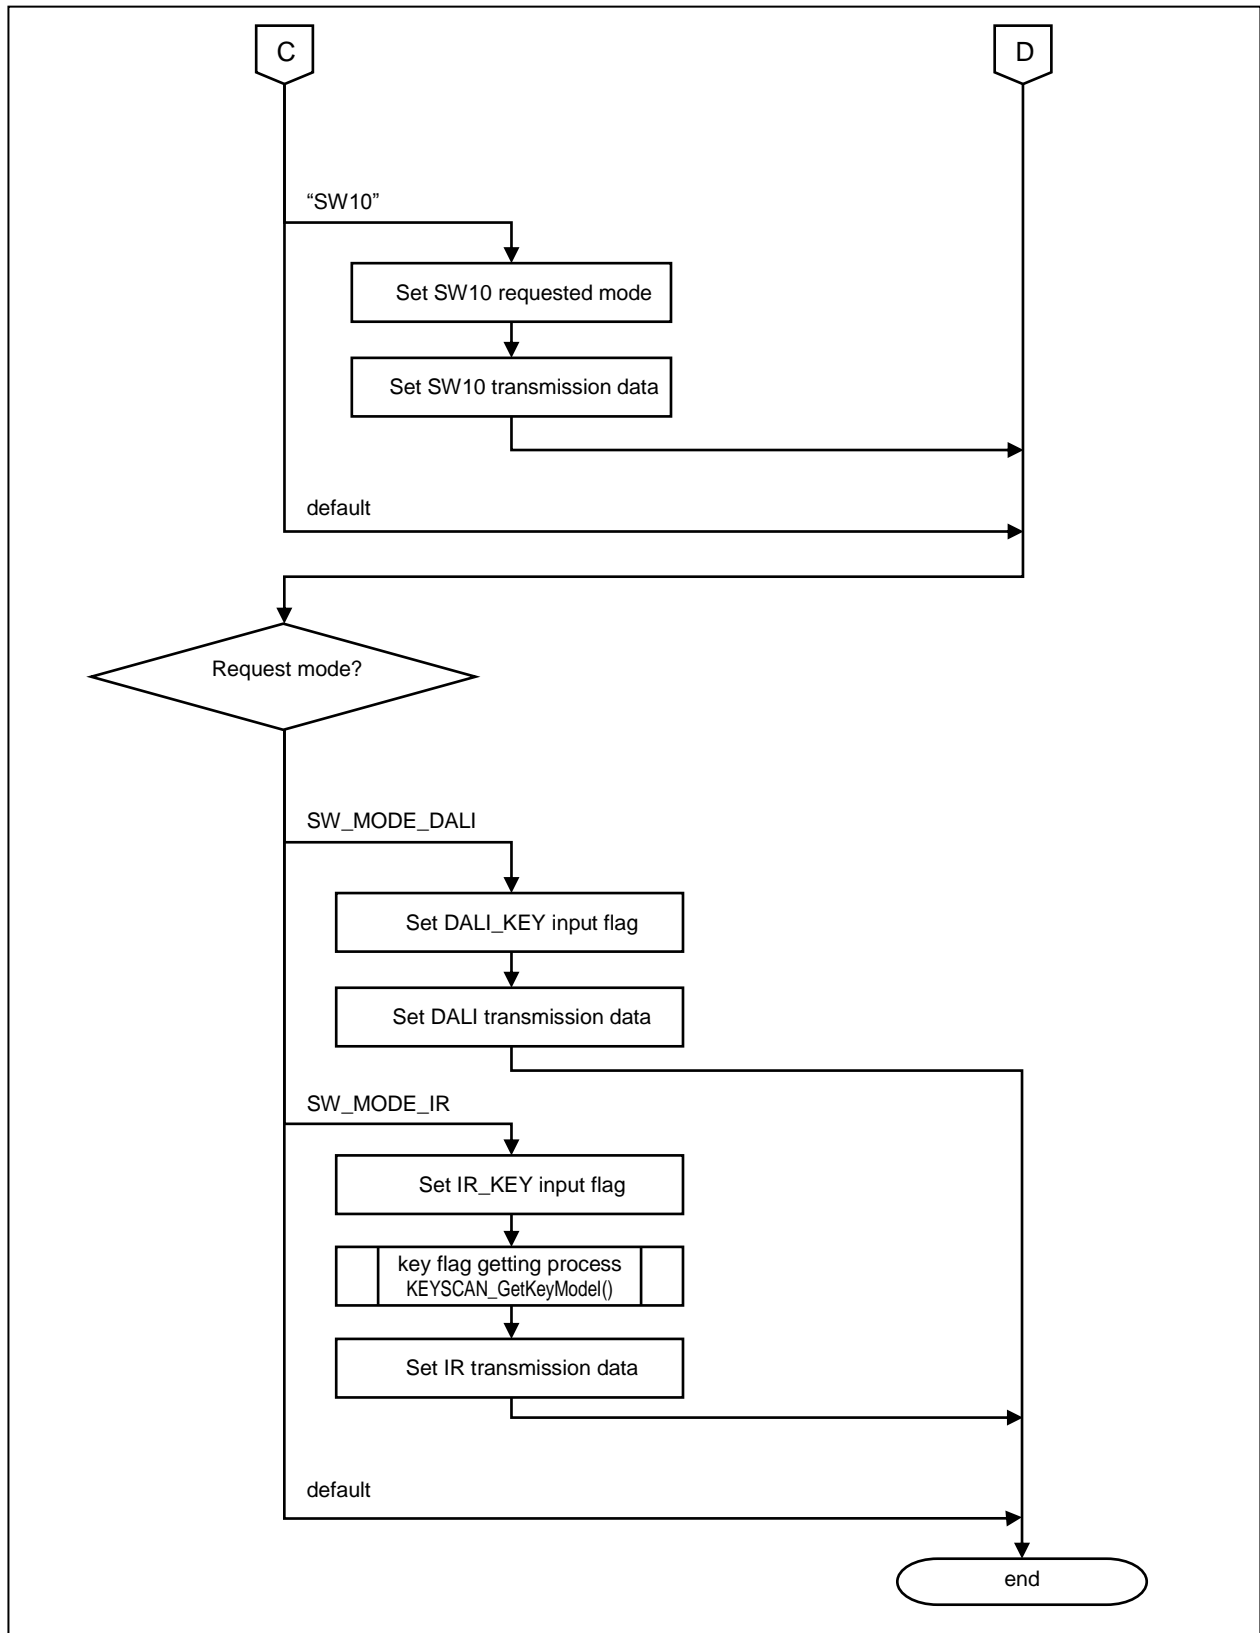 C
D
“SW10”
Set SW10 requested mode
Set SW10 transmission data
default
Request mode?
SW_MODE_DALI
Set DALI_KEY input flag
Set DALI transmission data
SW_MODE_IR
Set IR_KEY input flag
key flag getting process
KEYSCAN_GetKeyModel()
Set IR transmission data
default
end